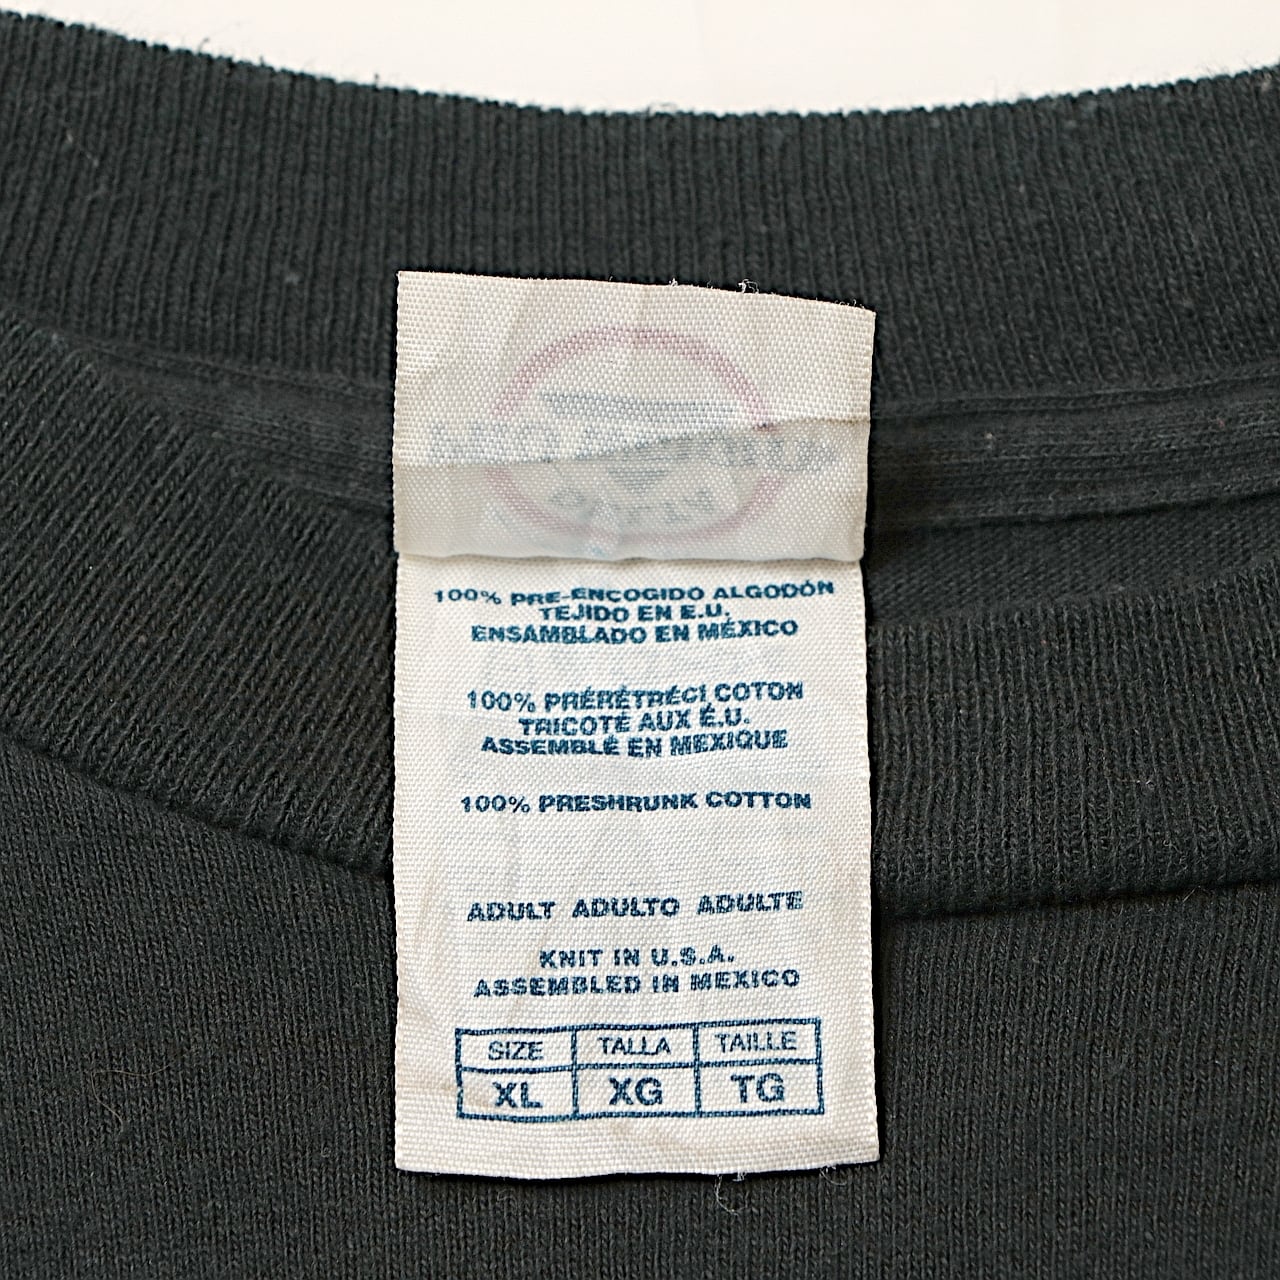 100% PRE-ENCOGIDO ALGODÓN
TEJIDO EN E.U.
ENSAMBLADO EN MÉXICO
100% PRÉRÉTRÉCI COTON
TRICOTÉ AUX É.U.
ASSEMBLÉ EN MEXIQUE
100% PRESHRUNK COTTON
ADULT ADULTO ADULTE
KNIT IN U.S.A.
ASSEMBLED IN MEXICO
SIZE TALLA TAILLE
XL XG TG